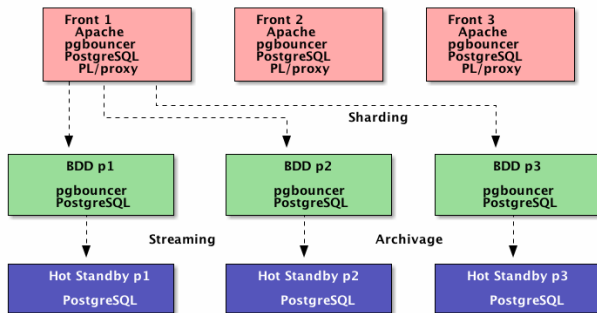 Front 1
Apache
pgbouncer
PostgreSQL
PL/proxy
Front 2
Apache
pgbouncer
PostgreSQL
PL/proxy
Front 3
Apache
pgbouncer
PostgreSQL
PL/proxy
Sharding
BDD p1
pgbouncer
PostgreSQL
BDD p2
pgbouncer
PostgreSQL
BDD p3
pgbouncer
PostgreSQL
Streaming
Archivage
Hot Standby p1
PostgreSQL
Hot Standby p2
PostgreSQL
Hot Standby p3
PostgreSQL